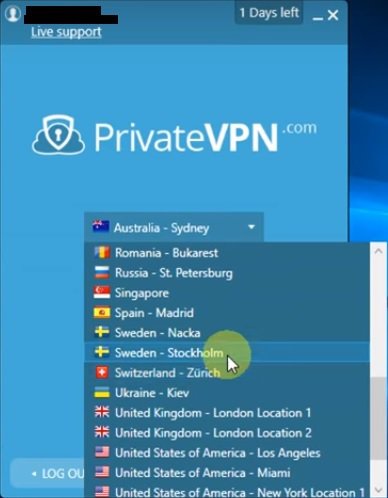 1 Days left
Live support
PrivateVPN.com
Australia - Sydney
Romania - Bukarest
Russia - St. Petersburg
Singapore
Spain - Madrid
Sweden - Nacka
Sweden - Stockholm
Switzerland - Zürich
Ukraine - Kiev
United Kingdom - London Location 1
United Kingdom - London Location 2
United States of America - Los Angeles
United States of America - Miami
United States of America - New York Location 1
LOG OU